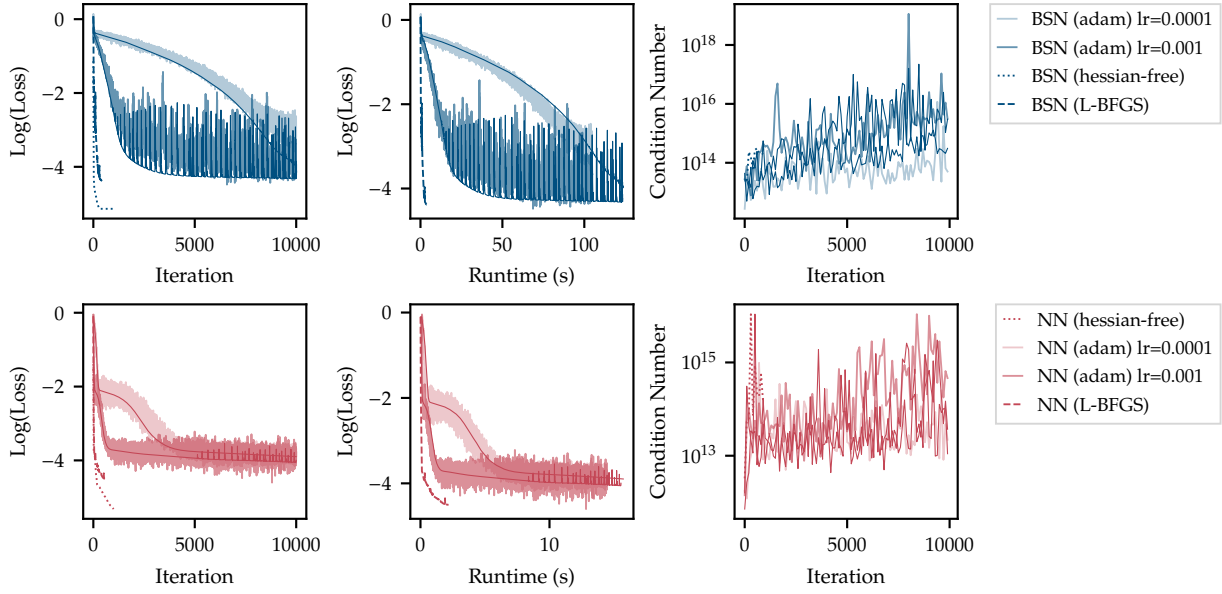 0
−2
−4
Log(Loss)
0
5000
10000
Iteration
0
−2
−4
Log(Loss)
0
50
100
Runtime (s)
10^18
10^16
10^14
Condition Number
0
5000
10000
Iteration
BSN (adam) lr=0.0001
BSN (adam) lr=0.001
BSN (hessian-free)
BSN (L-BFGS)
0
−2
−4
Log(Loss)
0
5000
10000
Iteration
0
−2
−4
Log(Loss)
0
10
Runtime (s)
10^15
10^13
Condition Number
0
5000
10000
Iteration
NN (hessian-free)
NN (adam) lr=0.0001
NN (adam) lr=0.001
NN (L-BFGS)